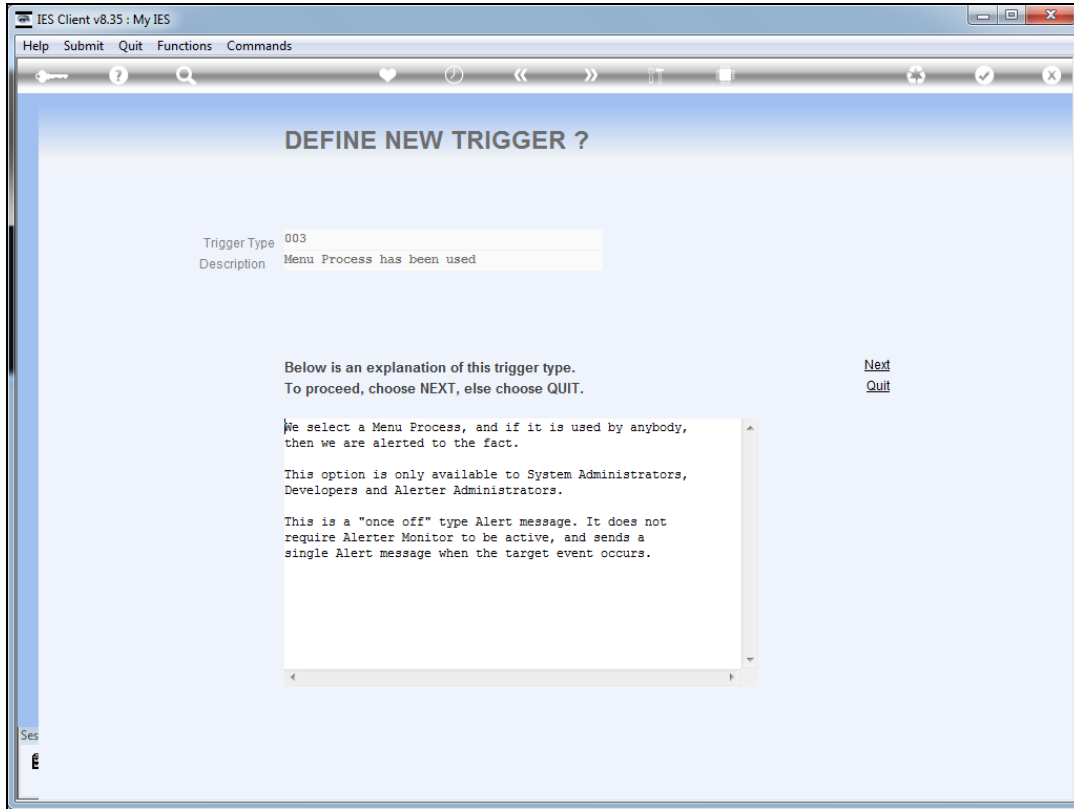 IES Client v8.35 : My IES
Help Submit Quit Functions Commands
DEFINE NEW TRIGGER ?
Trigger Type 003
Description Menu Process has been used
Below is an explanation of this trigger type.
To proceed, choose NEXT, else choose QUIT.
Next
Quit
We select a Menu Process, and if it is used by anybody,
then we are alerted to the fact.
This option is only available to System Administrators,
Developers and Alerter Administrators.
This is a "once off" type Alert message. It does not
require Alerter Monitor to be active, and sends a
single Alert message when the target event occurs.
Ses